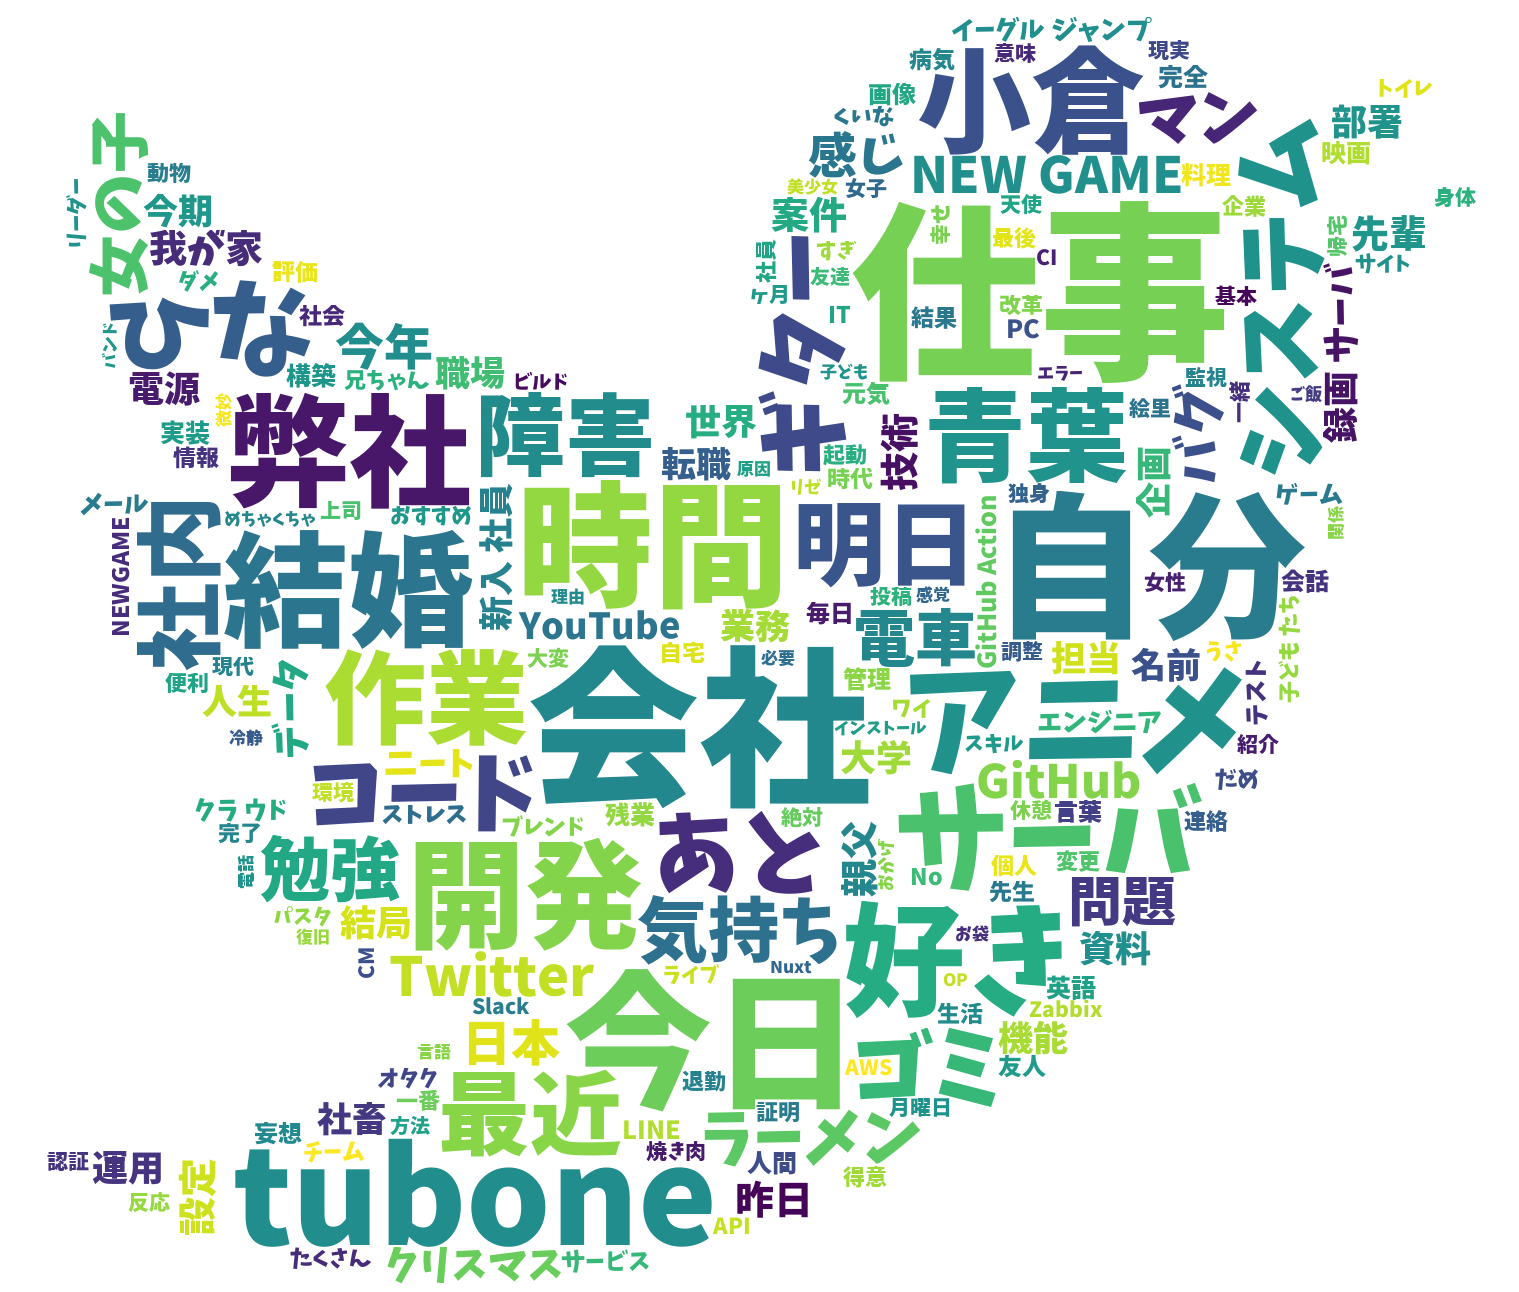 イーグル ジャンプ
病気
意味
現実
小倉
完全
トイレ
画像
マン
部署
くいな
感じ
映画
女の子
動物
NEW GAME
料理
システム
美少女
女子
身体
リーダー
今期
案件
天使
企業
幸せ
仕事
先輩
帰宅
我が家
ギター
最後
すぎ
社員
CI
サイト
ダメ
評価
友達
ケ月
改革
基本
サーバ
ひな
社会
IT
結果
PC
バンド
今年
構築
兄ちゃん
職場
ビルド
子ども
エラー
監視
電源
元気
青葉
絵里
バグ
一緒
ご飯
録画
微妙
弊社
障害
世界
技術
実装
情報
転職
原因
起動
時代
リゼ
企画
メール
社内
めちゃくちゃ
上司
おすすめ
新入 社員
時間
明日
GitHub Action
独身
自分
ゲーム
関係
NEWGAME
結婚
理由
投稿
感覚
女性
会話
毎日
YouTube
業務
電車
子どもたち
現代
便利
大変
自宅
必要
調整
担当
名前
うさ
人生
データ
作業
会社
管理
アニメ
テスト
ワイ
エンジニア
冷静
インストール
スキル
紹介
ニート
大学
コード
GitHub
だめ
環境
クラ ウド
ストレス
残業
絶対
サーバ
休憩
言葉
連絡
完了
ブレンド
あと
勉強
開発
親父
おかげ
電話
No
個人
変更
先生
問題
パスタ
復旧
結局
気持ち
好き
お袋
資料
CM
Twitter
ライブ
Nuxt
OP
英語
Slack
今日
生活
Zabbix
日本
機能
言語
ゴミ
AWS
友人
オタク
最近
退勤
一番
社畜
方法
証明
月曜日
妄想
LINE
ラーメン
チーム
焼き肉
認証
運用
tubone
人間
得意
設定
反応
昨日
API
たくさん
クリスマス
サービス